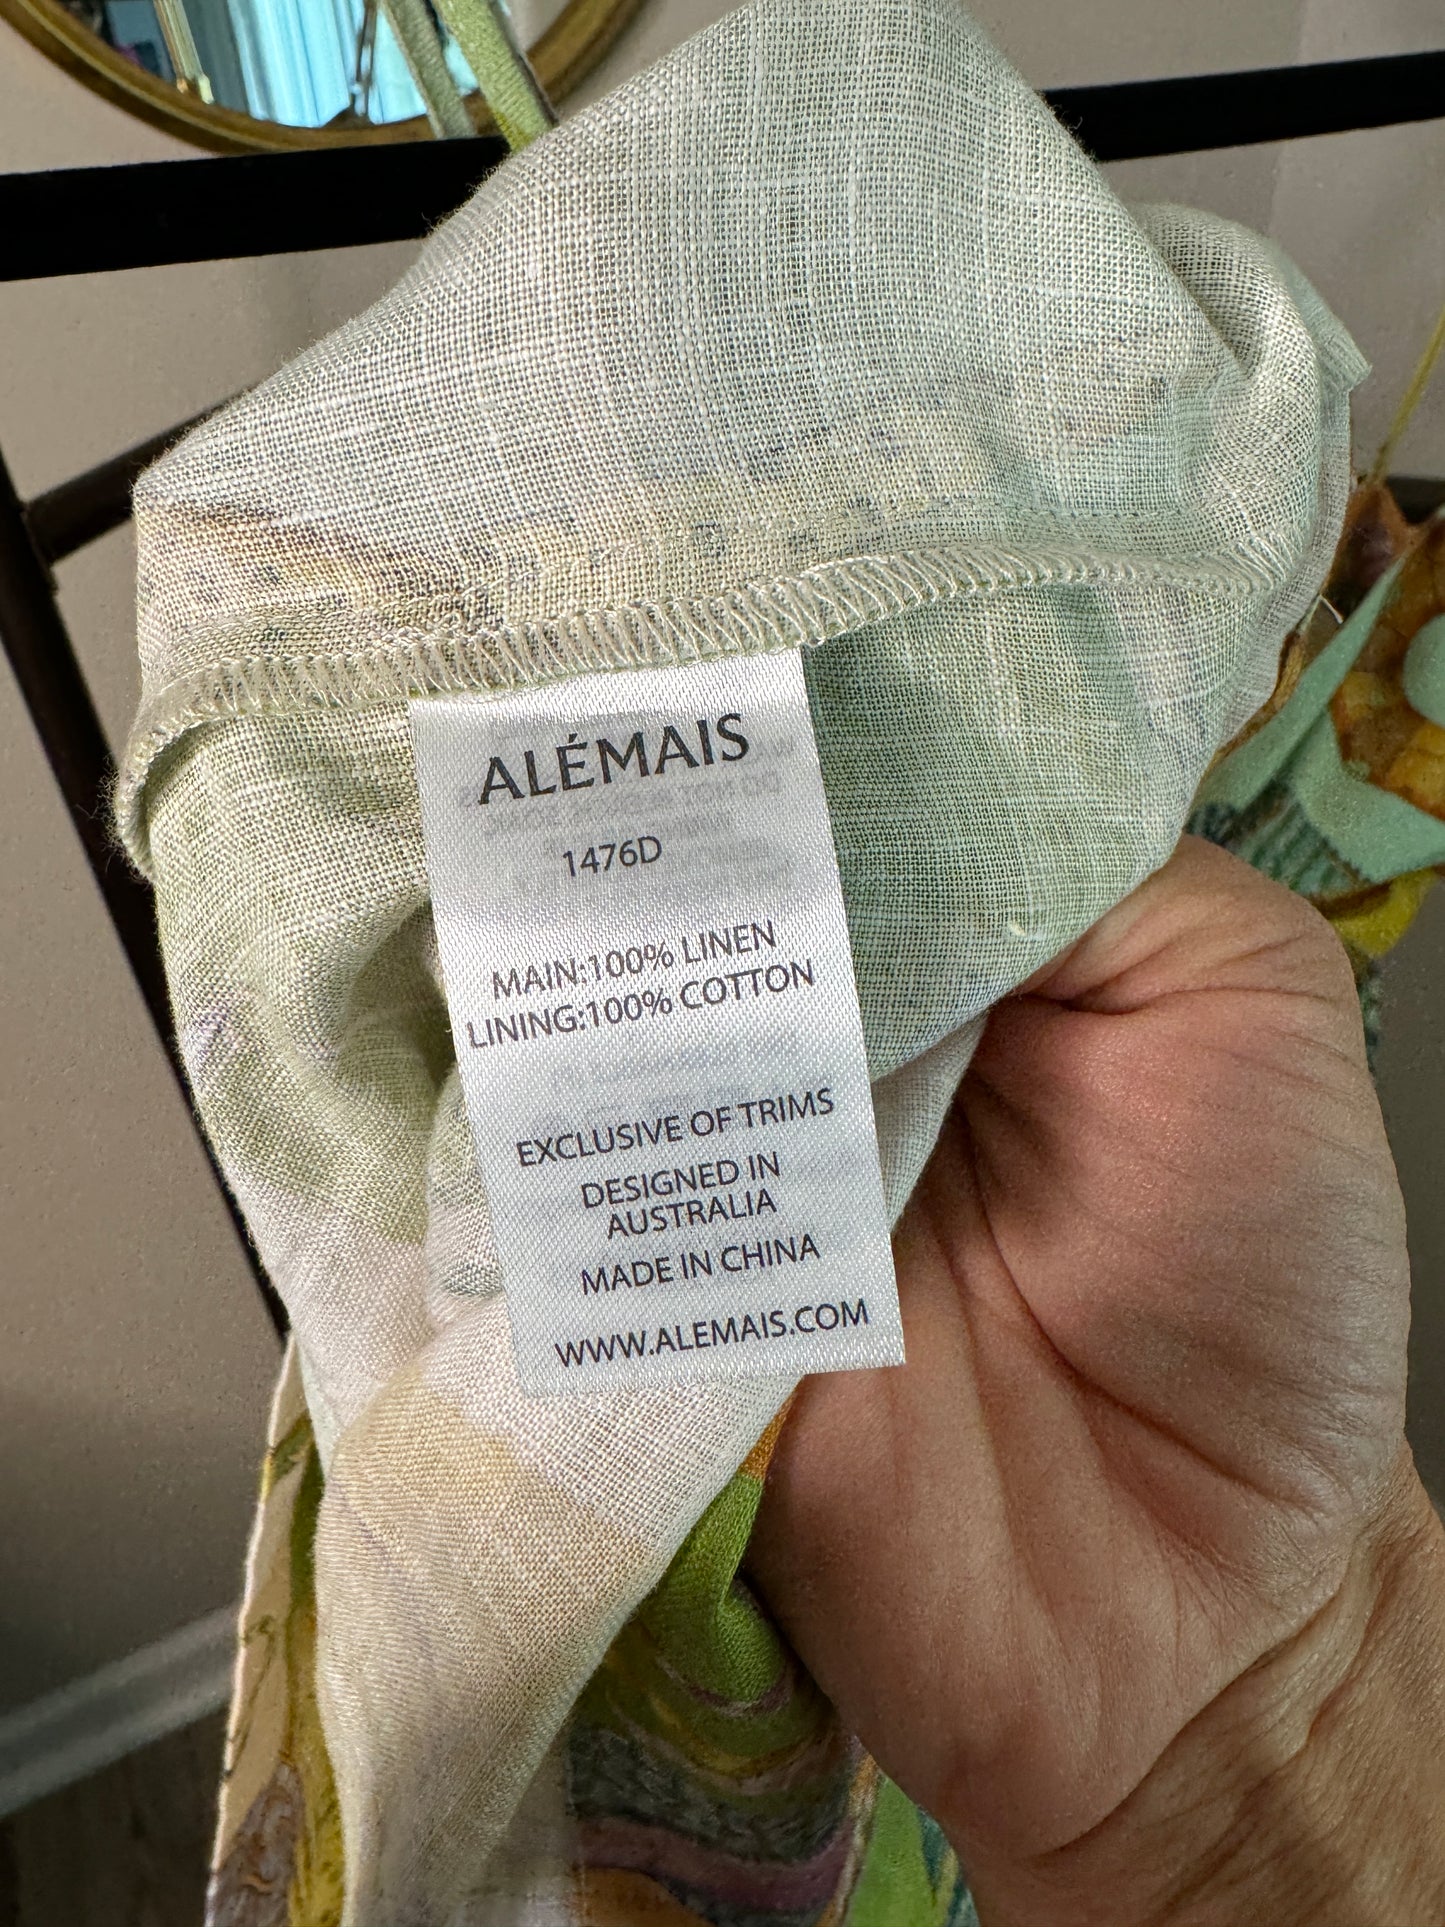 ALÉMAIS
1476D
MAIN:100% LINEN
LINING:100% COTTON
EXCLUSIVE OF TRIMS
DESIGNED IN
AUSTRALIA
MADE IN CHINA
WWW.ALEMAIS.COM